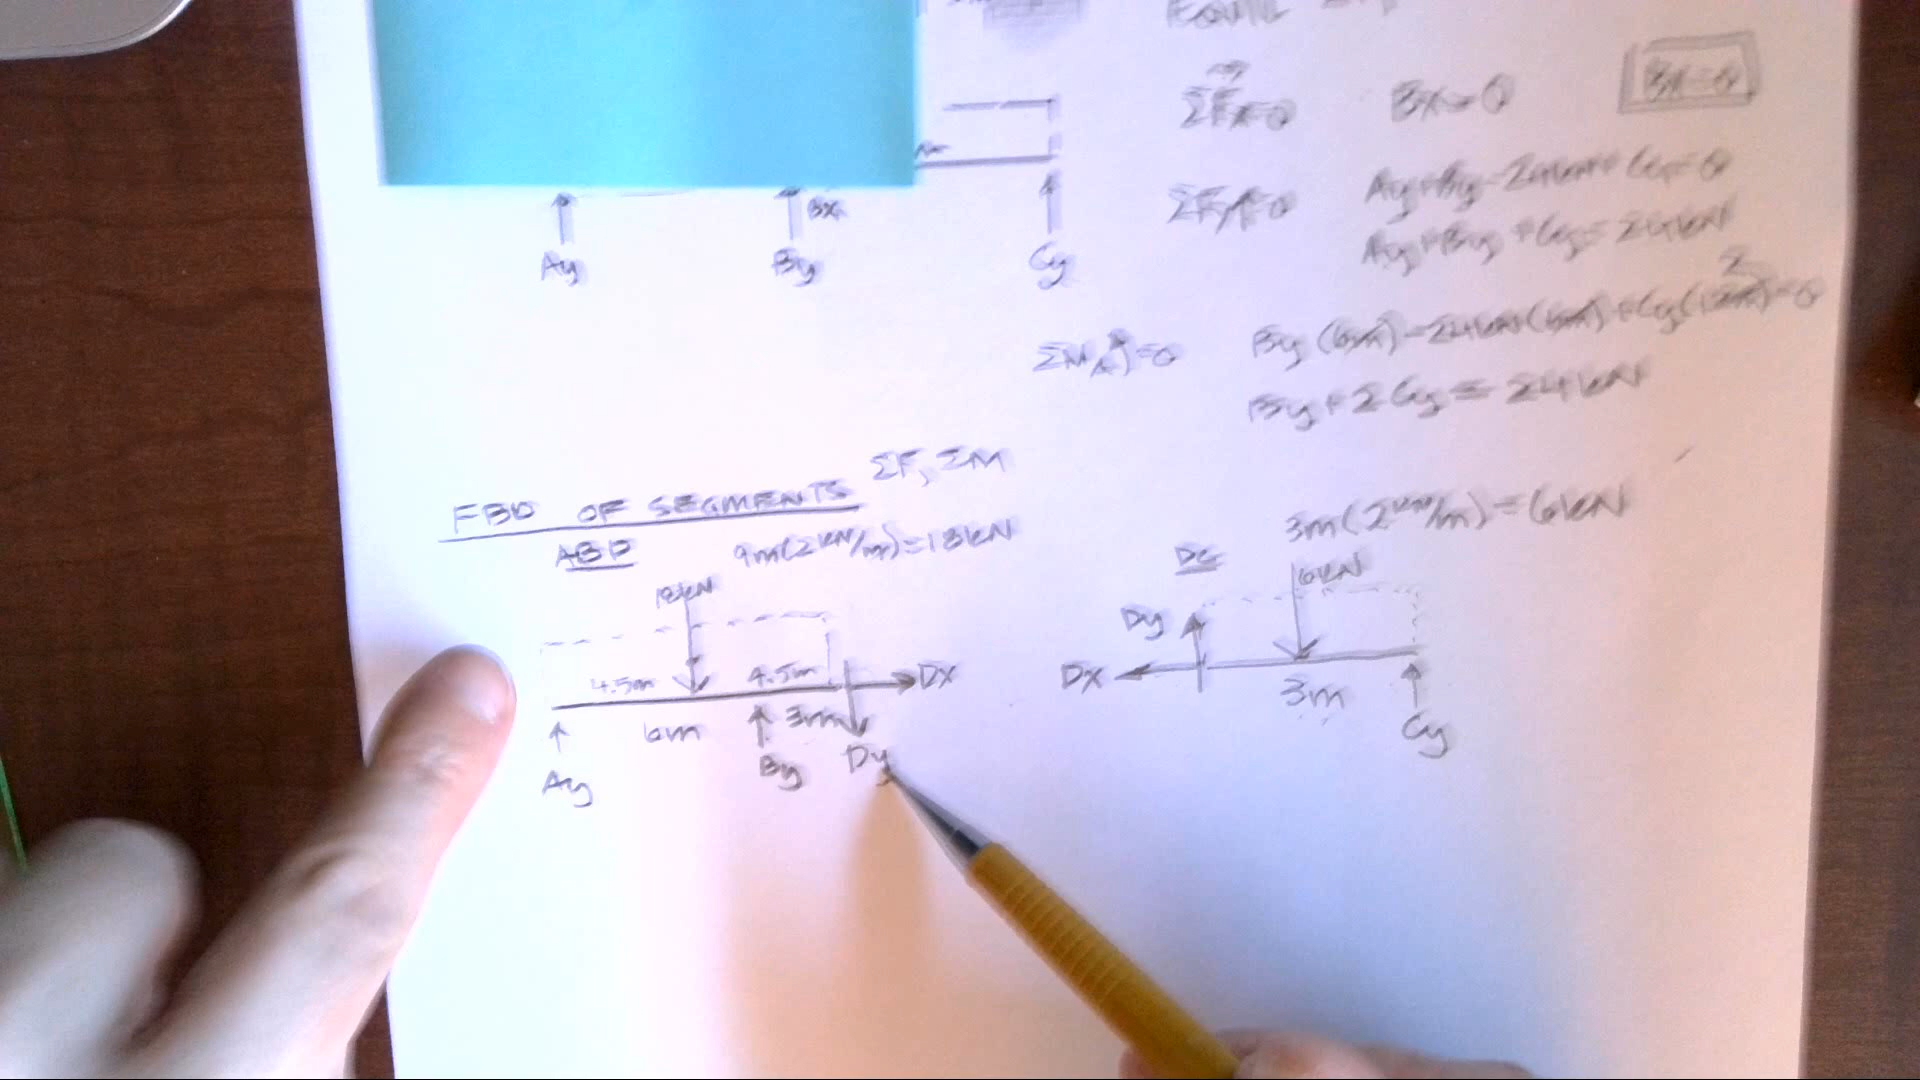 ΣFx=0 Bx=0 Bx=0
Ay+By-24kN+Cy=0
ΣFy=0
Ay+By+Cy=24kN
Bx
Ay By Cy
2
ΣMA=0 By(6m)-24kN(6m)+Cy(12m)=0
By+2Cy=24kN
ΣF, ΣM
FBD OF SEGMENTS
ABD 9m(2kN/m)=18kN
3m(2kN/m)=6kN
DC
18kN 6kN
Dy
4.5m 4.5m Dx Dx
6m 3m 3m
Ay By Dy Cy